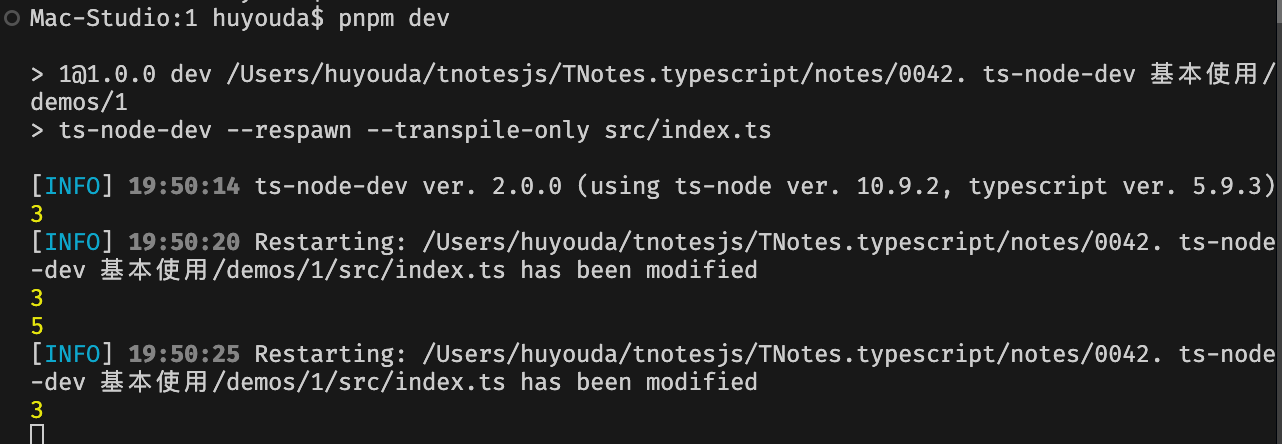 Mac-Studio:1 huyouda$ pnpm dev
> 1@1.0.0 dev /Users/huyouda/tnotesjs/TNotes.typescript/notes/0042. ts-node-dev 基本使用/
demos/1
> ts-node-dev --respawn --transpile-only src/index.ts
[INFO] 19:50:14 ts-node-dev ver. 2.0.0 (using ts-node ver. 10.9.2, typescript ver. 5.9.3)
3
[INFO] 19:50:20 Restarting: /Users/huyouda/tnotesjs/TNotes.typescript/notes/0042. ts-node
-dev 基本使用/demos/1/src/index.ts has been modified
3
5
[INFO] 19:50:25 Restarting: /Users/huyouda/tnotesjs/TNotes.typescript/notes/0042. ts-node
-dev 基本使用/demos/1/src/index.ts has been modified
3